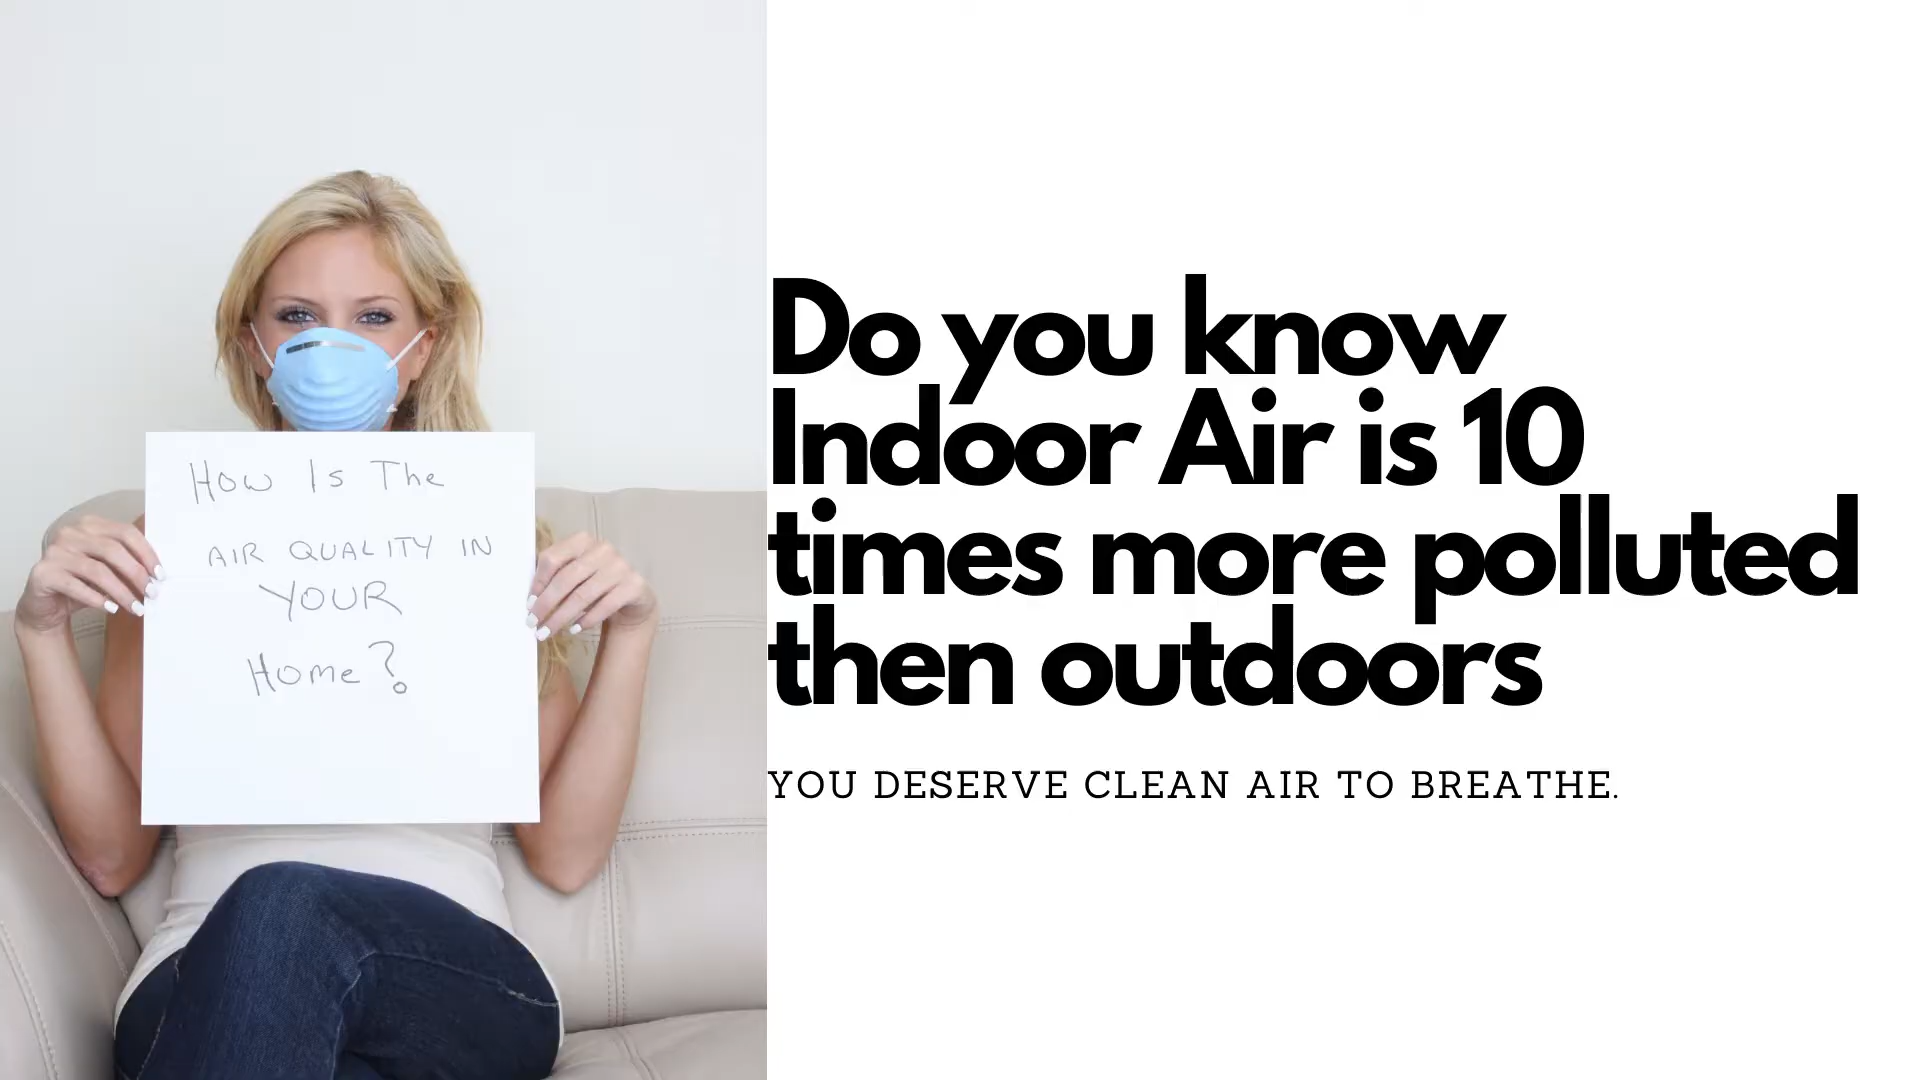 How Is The
AIR QUALITY IN
YOUR
Home?
Do you know
Indoor Air is 10
times more polluted
then outdoors
YOU DESERVE CLEAN AIR TO BREATHE.